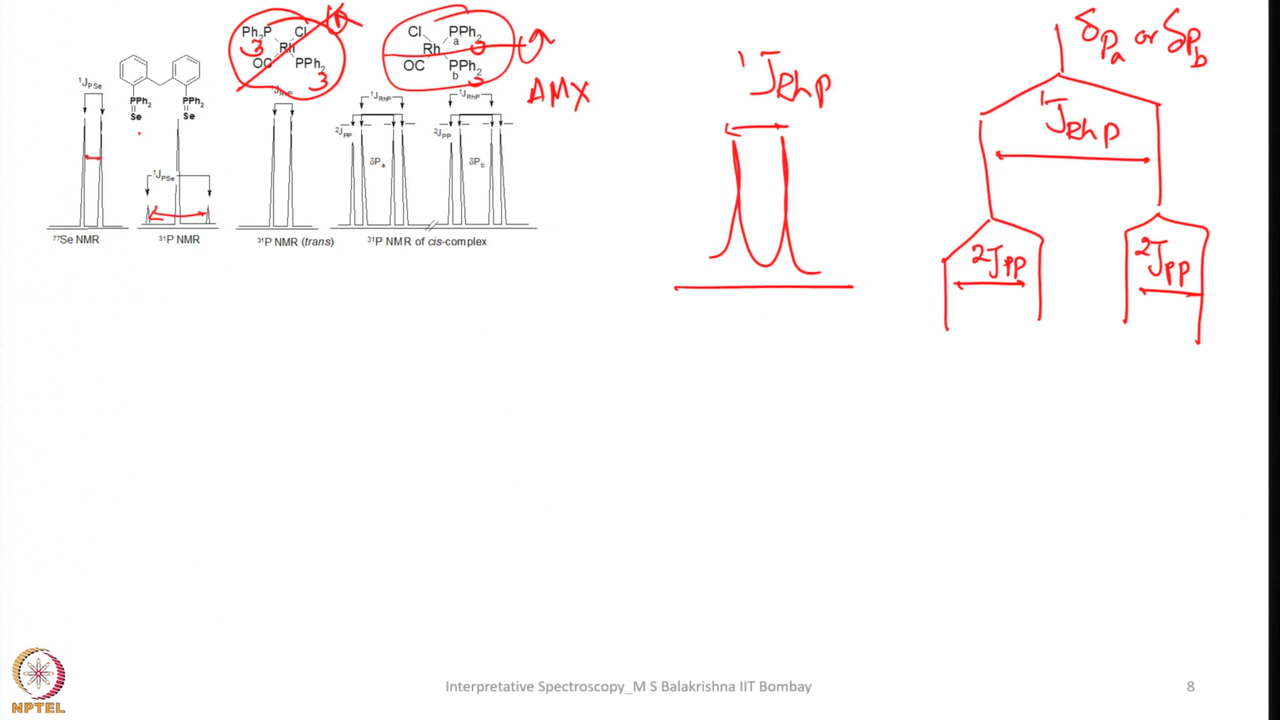 Ph₂P Cl
3
Rh
OC PPh₂
3
Cl PPh₂
a
Rh
OC PPh₂
b
3
AMX
¹J_PSe
PPh₂ PPh₂
Se Se
¹J_PSe
¹J_RhP
¹J_RhP ¹J_RhP
²J_PP ²J_PP
δP_a δP_b
⁷⁷Se NMR
³¹P NMR
³¹P NMR (trans)
³¹P NMR of cis-complex
¹J_RhP
δP_a or δP_b
¹J_RhP
²J_PP ²J_PP
NPTEL
Interpretative Spectroscopy_M S Balakrishna IIT Bombay
8